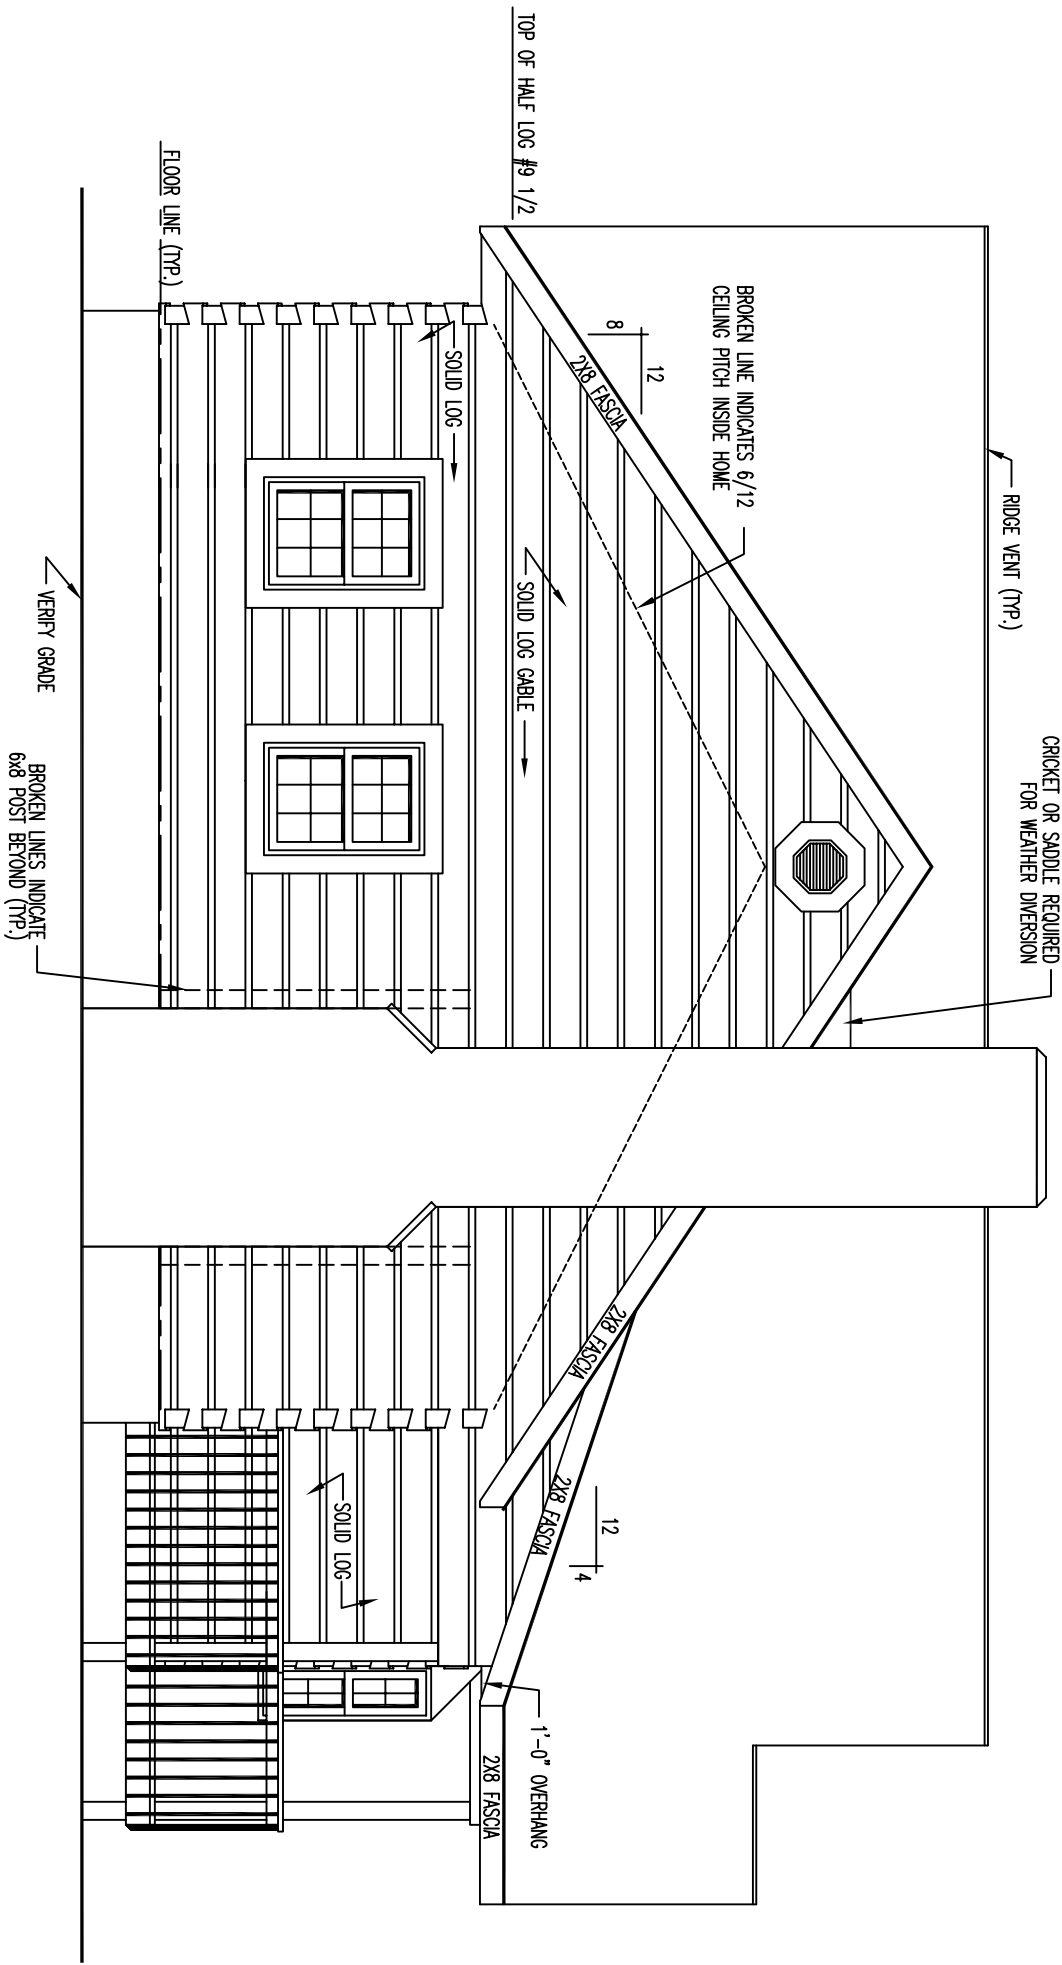 CRICKET OR SADDLE REQUIRED
FOR WEATHER DIVERSION
RIDGE VENT (TYP.)
BROKEN LINE INDICATES 6/12
CEILING PITCH INSIDE HOME
12
8
2X8 FASCIA
TOP OF HALF LOG #9 1/2
SOLID LOG GABLE
2X8 FASCIA
12
4
2X8 FASCIA
1'-0" OVERHANG
2X8 FASCIA
SOLID LOG
SOLID LOG
FLOOR LINE (TYP.)
VERIFY GRADE
BROKEN LINES INDICATE
6x8 POST BEYOND (TYP.)